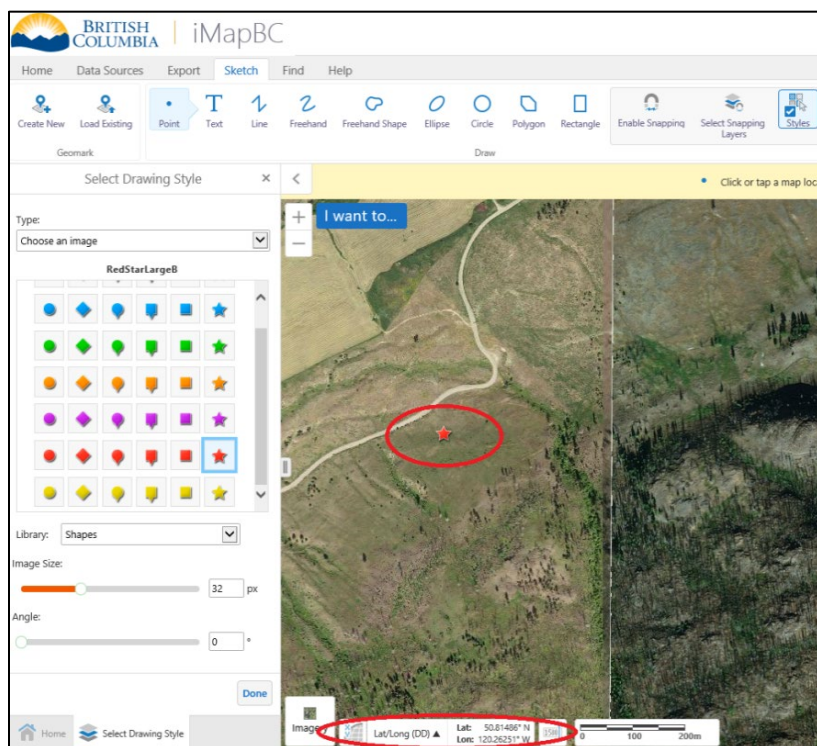 BRITISH
COLUMBIA
iMapBC
Home Data Sources Export Sketch Find Help
Create New Load Existing Point Text Line Freehand Freehand Shape Ellipse Circle Polygon Rectangle Enable Snapping Select Snapping Styles
Layers
Geomark Draw
Select Drawing Style × Click or tap a map loc
Type:
Choose an image
RedStarLargeB
I want to...
Library: Shapes
Image Size:
32 px
Angle:
0 °
Done
Home Select Drawing Style
Lat/Long (DD) ▲
Lat: 50.81486° N
Lon: 120.26251° W
0 100 200m